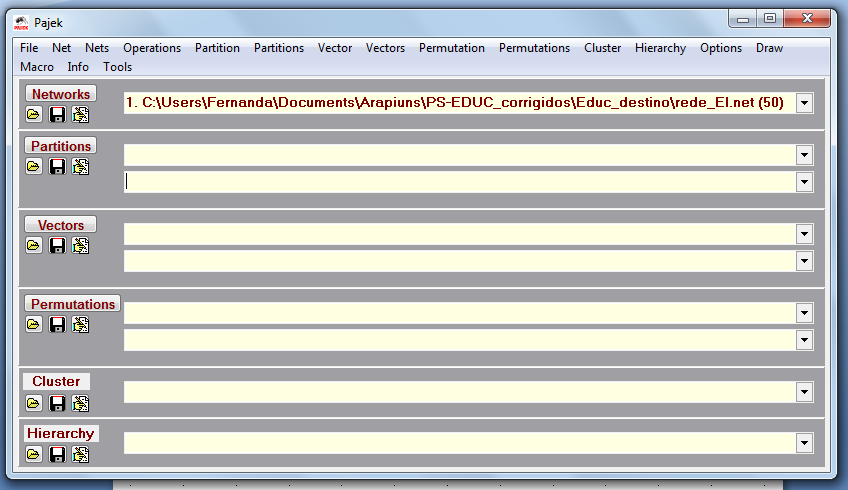 Pajek
File Net Nets Operations Partition Partitions Vector Vectors Permutation Permutations Cluster Hierarchy Options Draw
Macro Info Tools
Networks
1. C:\Users\Fernanda\Documents\Arapiuns\PS-EDUC_corrigidos\Educ_destino\rede_EI.net (50)
Partitions
Vectors
Permutations
Cluster
Hierarchy